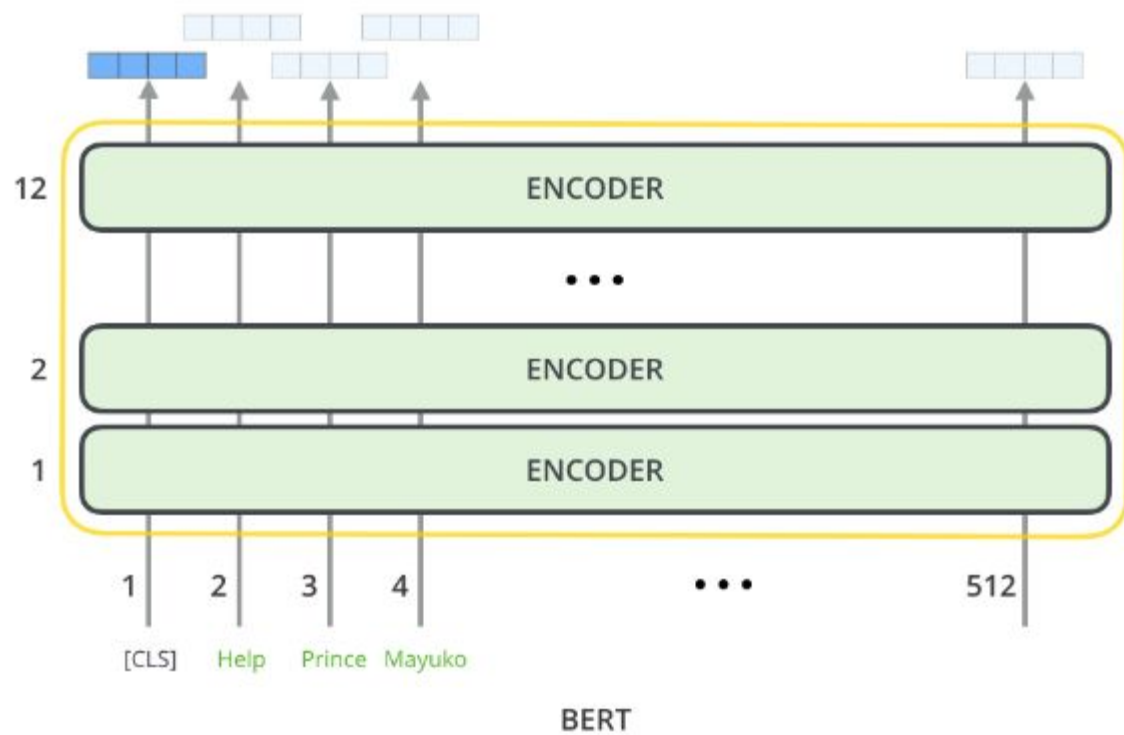 12 ENCODER
...
2 ENCODER
1 ENCODER
1 2 3 4 ... 512
[CLS] Help Prince Mayuko
BERT